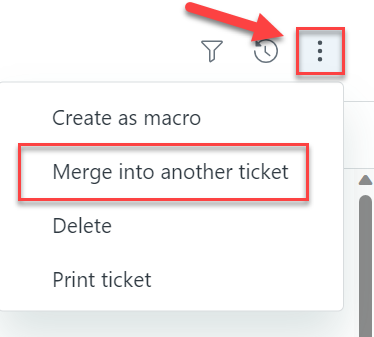 Create as macro
Merge into another ticket
Delete
Print ticket